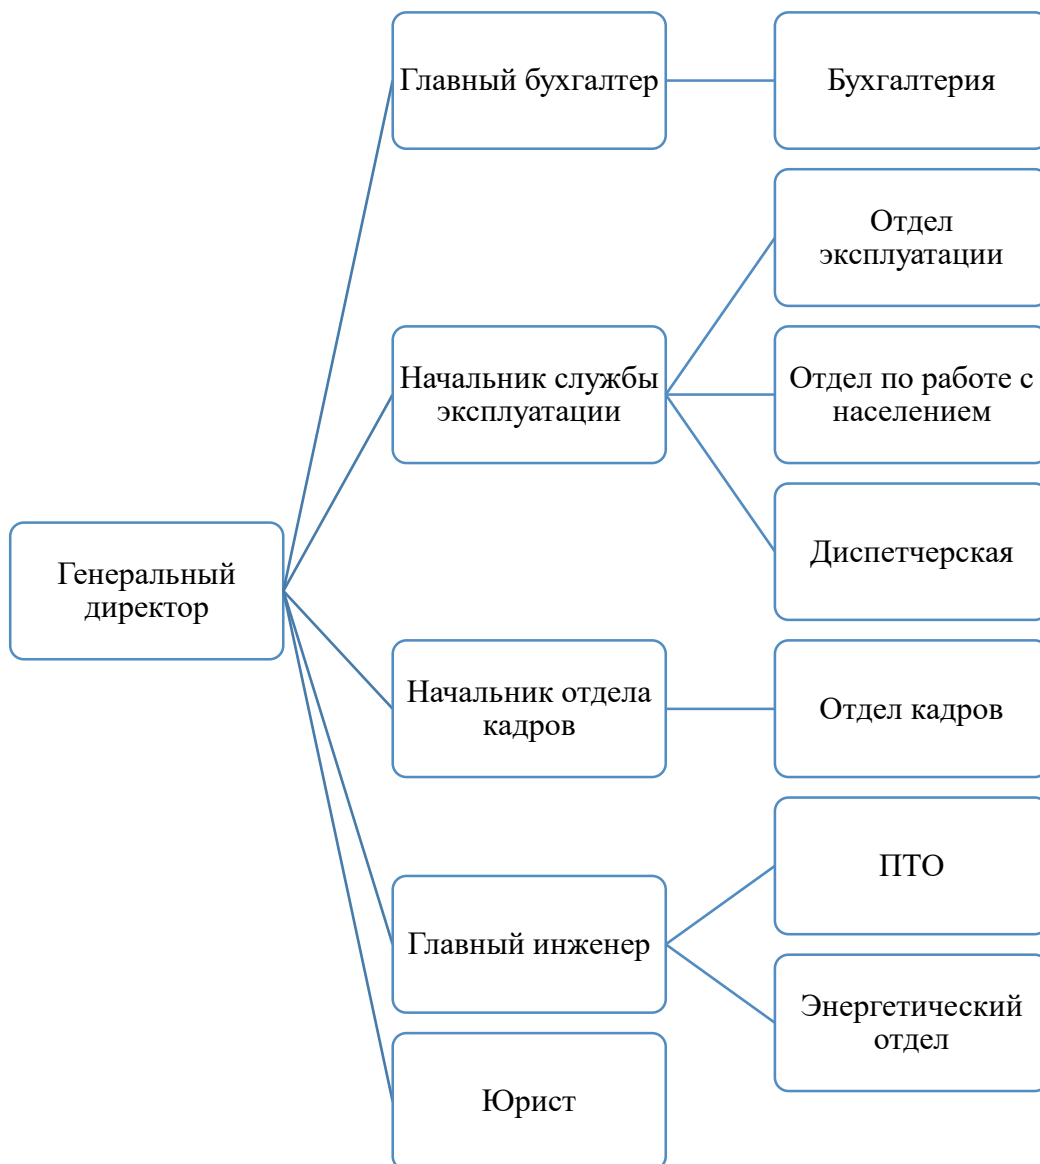 Главный бухгалтер
Бухгалтерия
Отдел
эксплуатации
Начальник службы
эксплуатации
Отдел по работе с
населением
Диспетчерская
Генеральный
директор
Начальник отдела
кадров
Отдел кадров
ПТО
Главный инженер
Энергетический
отдел
Юрист